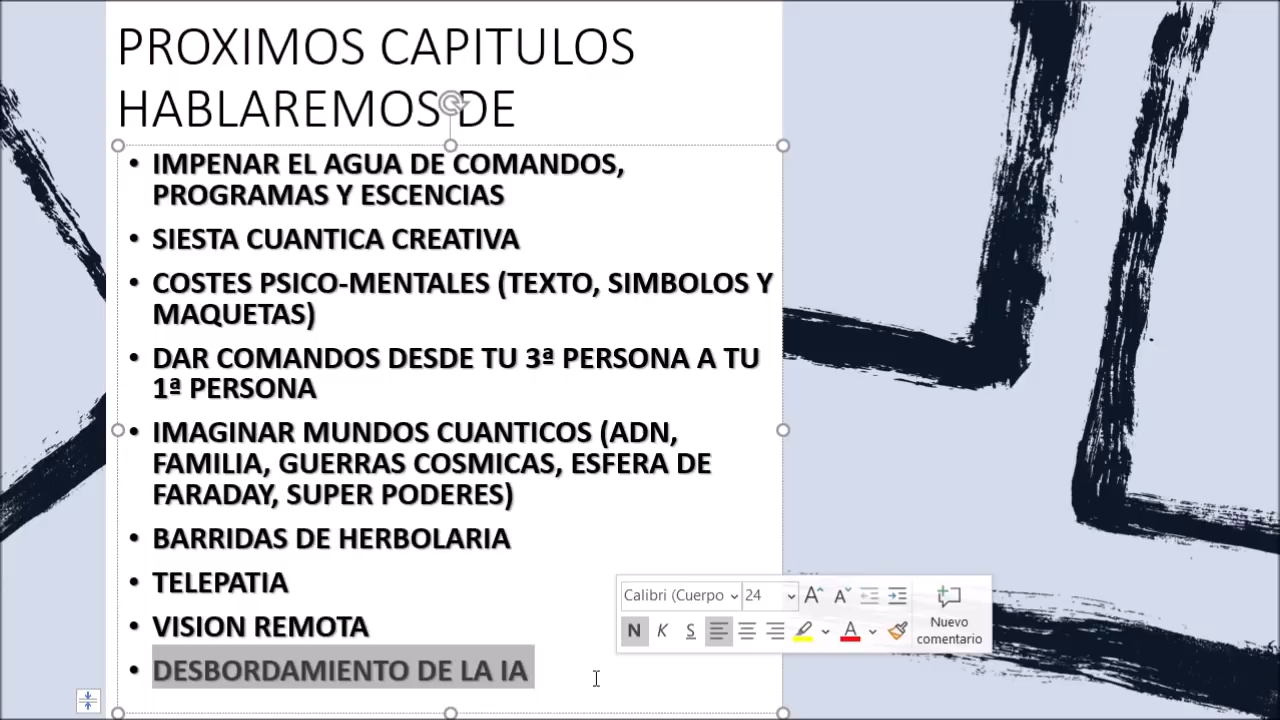 PROXIMOS CAPITULOS
HABLAREMOS DE
• IMPENAR EL AGUA DE COMANDOS,
PROGRAMAS Y ESCENCIAS
• SIESTA CUANTICA CREATIVA
• COSTES PSICO-MENTALES (TEXTO, SIMBOLOS Y
MAQUETAS)
• DAR COMANDOS DESDE TU 3ª PERSONA A TU
1ª PERSONA
• IMAGINAR MUNDOS CUANTICOS (ADN,
FAMILIA, GUERRAS COSMICAS, ESFERA DE
FARADAY, SUPER PODERES)
• BARRIDAS DE HERBOLARIA
• TELEPATIA
• VISION REMOTA
• DESBORDAMIENTO DE LA IA
Calibri (Cuerpo 24
N K S
Nuevo
comentario